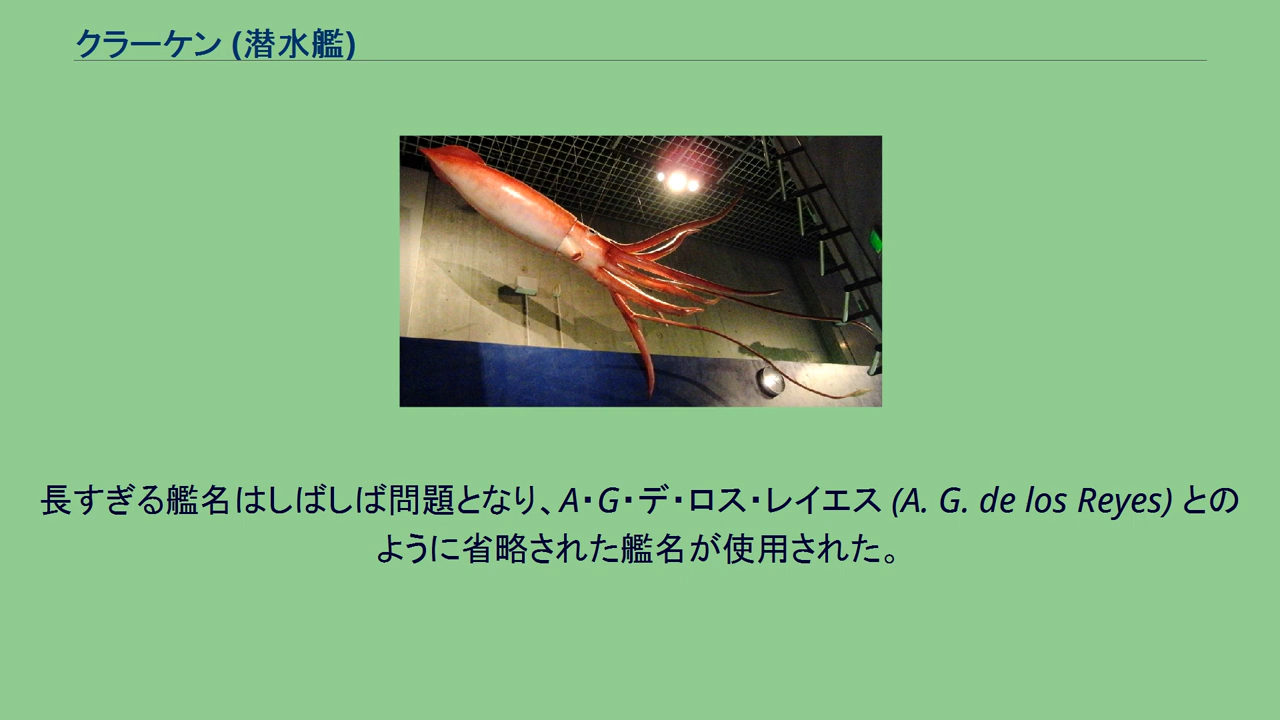 クラーケン (潜水艦)
長すぎる艦名はしばしば問題となり、A・G・デ・ロス・レイエス (A. G. de los Reyes) との
ように省略された艦名が使用された。